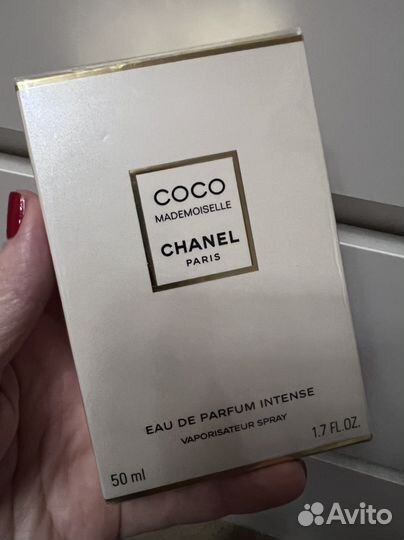 COCO
MADEMOISELLE
CHANEL
PARIS
EAU DE PARFUM INTENSE
VAPORISATEUR SPRAY
50 ml
1.7 FL.OZ.
Avito